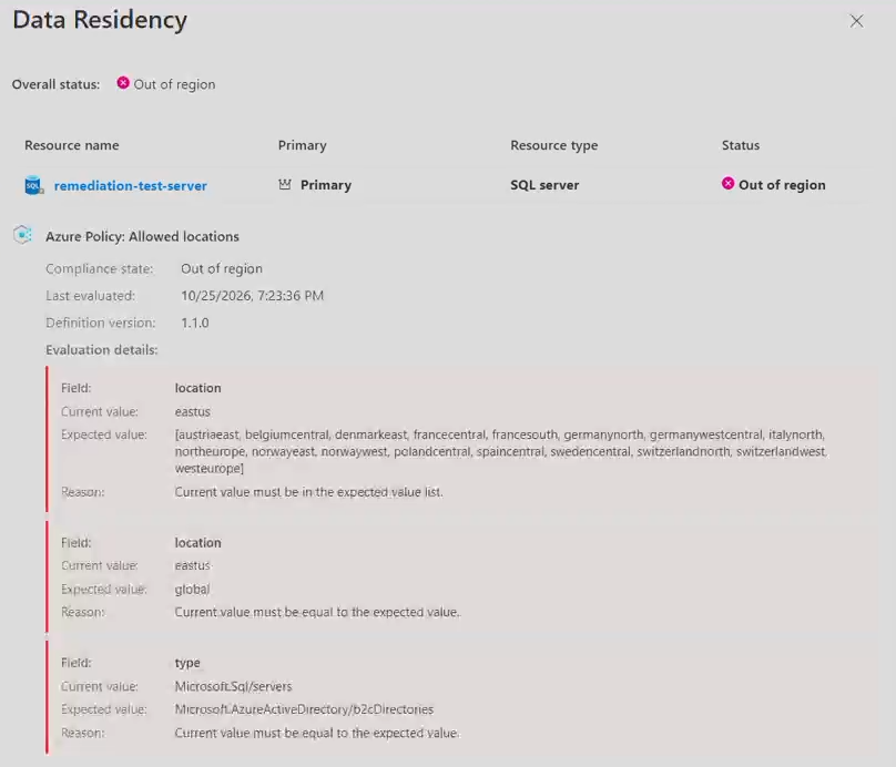 Data Residency
Overall status: Out of region
Resource name Primary Resource type Status
SQL remediation-test-server Primary SQL server Out of region
Azure Policy: Allowed locations
Compliance state: Out of region
Last evaluated: 10/25/2026, 7:23:36 PM
Definition version: 1.1.0
Evaluation details:
Field: location
Current value: eastus
Expected value: [austriaeast, belgiumcentral, denmarkeast, francecentral, francesouth, germanynorth, germanywestcentral, italynorth,
northeurope, norwayeast, norwaywest, polandcentral, spaincentral, swedencentral, switzerlandnorth, switzerlandwest,
westeurope]
Reason: Current value must be in the expected value list.
Field: location
Current value: eastus
Expected value: global
Reason: Current value must be equal to the expected value.
Field: type
Current value: Microsoft.Sql/servers
Expected value: Microsoft.AzureActiveDirectory/b2cDirectories
Reason: Current value must be equal to the expected value.